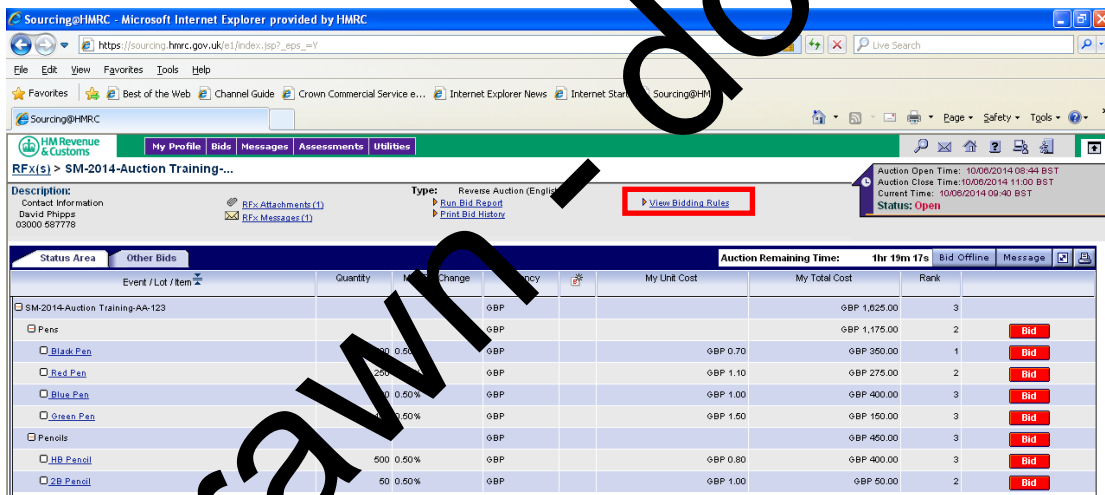 Sourcing@HMRC - Microsoft Internet Explorer provided by HMRC
https://sourcing.hmrc.gov.uk/e1/index.jsp?_eps_=Y
Live Search
File Edit View Favorites Tools Help
Favorites Best of the Web Channel Guide Crown Commercial Service e... Internet Explorer News Internet Start Sourcing@HM
Sourcing@HMRC
Page Safety Tools
HM Revenue & Customs
My Profile Bids Messages Assessments Utilities
RFx(s) > SM-2014-Auction Training-...
Auction Open Time: 10/06/2014 08:44 BST
Auction Close Time:10/06/2014 11:00 BST
Current Time: 10/06/2014 09:40 BST
Status: Open
Description:
Contact Information
David Phipps
03000 587778
RFx Attachments (1)
RFx Messages (1)
Type: Reverse Auction (English
Run Bid Report
Print Bid History
View Bidding Rules
Status Area Other Bids
Auction Remaining Time: 1hr 19m 17s Bid Offline Message
Event / Lot / Item Quantity Change My Unit Cost My Total Cost Rank
SM-2014-Auction Training-AA-123 GBP GBP 1,625.00 3
Pens GBP GBP 1,175.00 2 Bid
Black Pen GBP GBP 0.70 GBP 350.00 1 Bid
Red Pen 250 GBP GBP 1.10 GBP 275.00 2 Bid
Blue Pen 0.50% GBP GBP 1.00 GBP 400.00 3 Bid
Green Pen 0.50% GBP GBP 1.50 GBP 150.00 3 Bid
Pencils GBP GBP 450.00 3 Bid
HB Pencil 500 0.50% GBP GBP 0.80 GBP 400.00 3 Bid
2B Pencil 50 0.50% GBP GBP 1.00 GBP 50.00 2 Bid